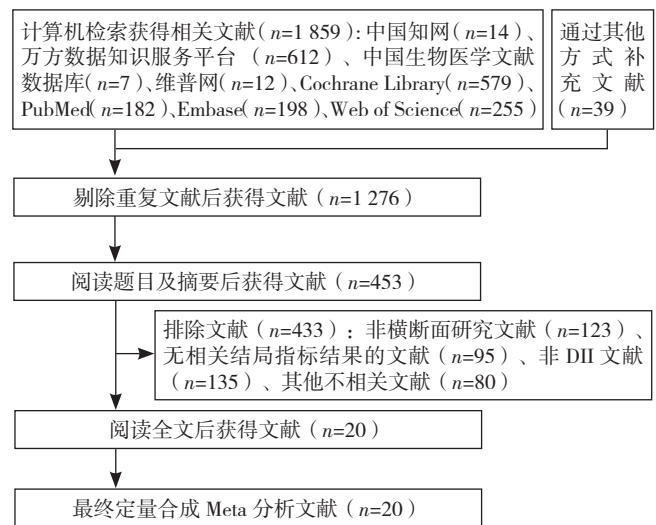 计算机检索获得相关文献（n=1 859）：中国知网（n=14）、
万方数据知识服务平台 （n=612）、中国生物医学文献
数据库（n=7）、维普网（n=12）、Cochrane Library（n=579）、
PubMed（n=182）、Embase（n=198）、Web of Science（n=255）
通过其他
方式补
充文献
（n=39）
剔除重复文献后获得文献（n=1 276）
阅读题目及摘要后获得文献（n=453）
排除文献（n=433）：非横断面研究文献（n=123）、
无相关结局指标结果的文献（n=95）、非 DII 文献
（n=135）、其他不相关文献（n=80）
阅读全文后获得文献（n=20）
最终定量合成 Meta 分析文献（n=20）